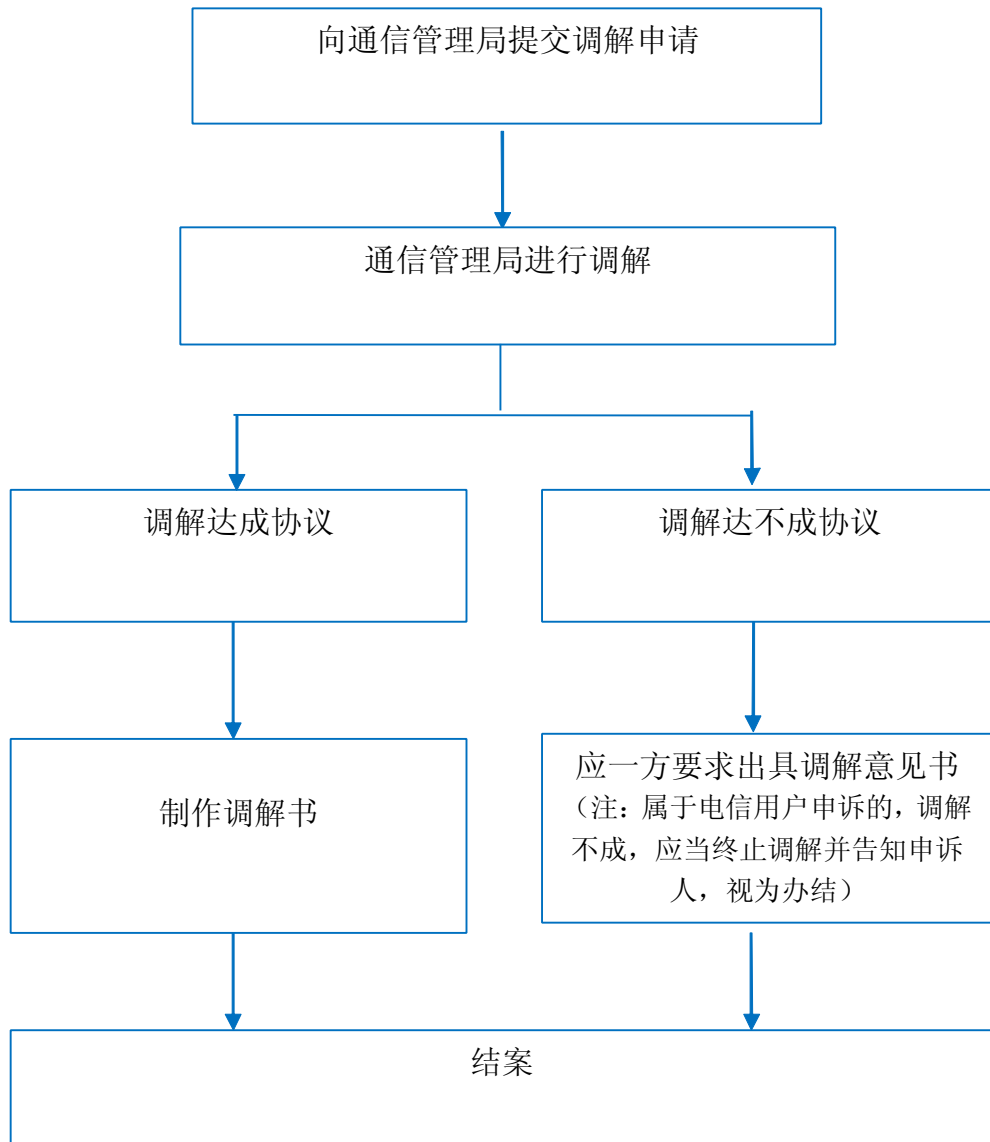 向通信管理局提交调解申请
通信管理局进行调解
调解达成协议
调解达不成协议
制作调解书
应一方要求出具调解意见书
（注：属于电信用户申诉的，调解
不成，应当终止调解并告知申诉
人，视为办结）
结案